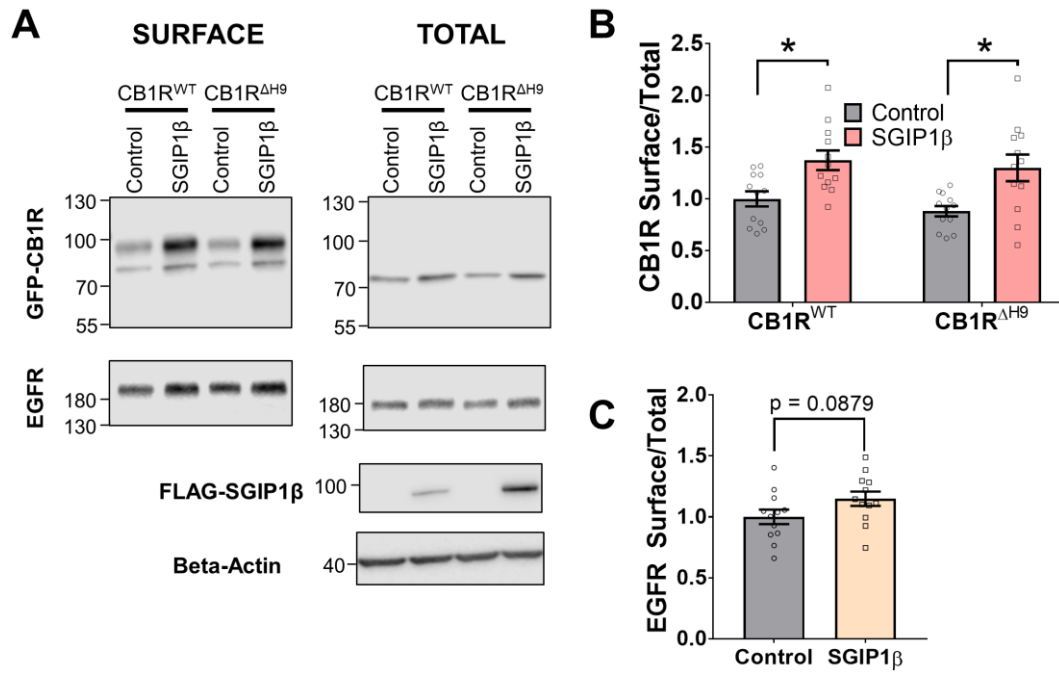 A
SURFACE
TOTAL
CB1R^WT CB1R^ΔH9
CB1R^WT CB1R^ΔH9
Control
SGIP1β
Control
SGIP1β
Control
SGIP1β
Control
SGIP1β
GFP-CB1R
130
100
70
55
130
100
70
55
EGFR
180
130
180
130
FLAG-SGIP1β
100
Beta-Actin
40
B
CB1R Surface/Total
2.5
2.0
1.5
1.0
0.5
0.0
*
*
Control
SGIP1β
CB1R^WT
CB1R^ΔH9
C
EGFR Surface/Total
2.0
1.5
1.0
0.5
0.0
p = 0.0879
Control
SGIP1β